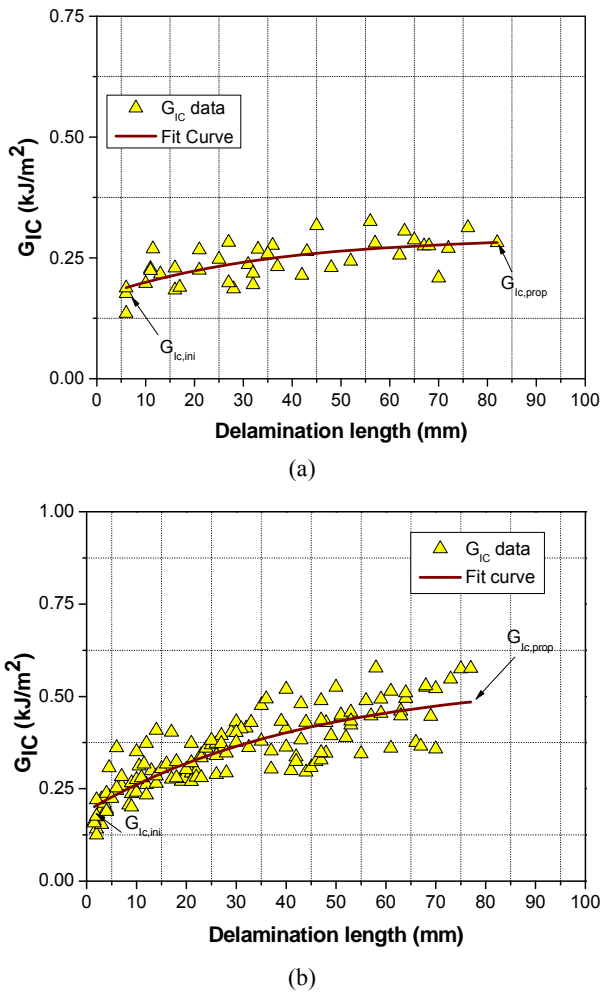 0.75
G_IC data
Fit Curve
0.50
G_IC (kJ/m²)
0.25
G_Ic,prop
G_Ic,ini
0.00
0 10 20 30 40 50 60 70 80 90 100
Delamination length (mm)
(a)
1.00
G_IC data
Fit curve
0.75
G_Ic,prop
G_IC (kJ/m²)
0.50
0.25
G_Ic,ini
0.00
0 10 20 30 40 50 60 70 80 90 100
Delamination length (mm)
(b)